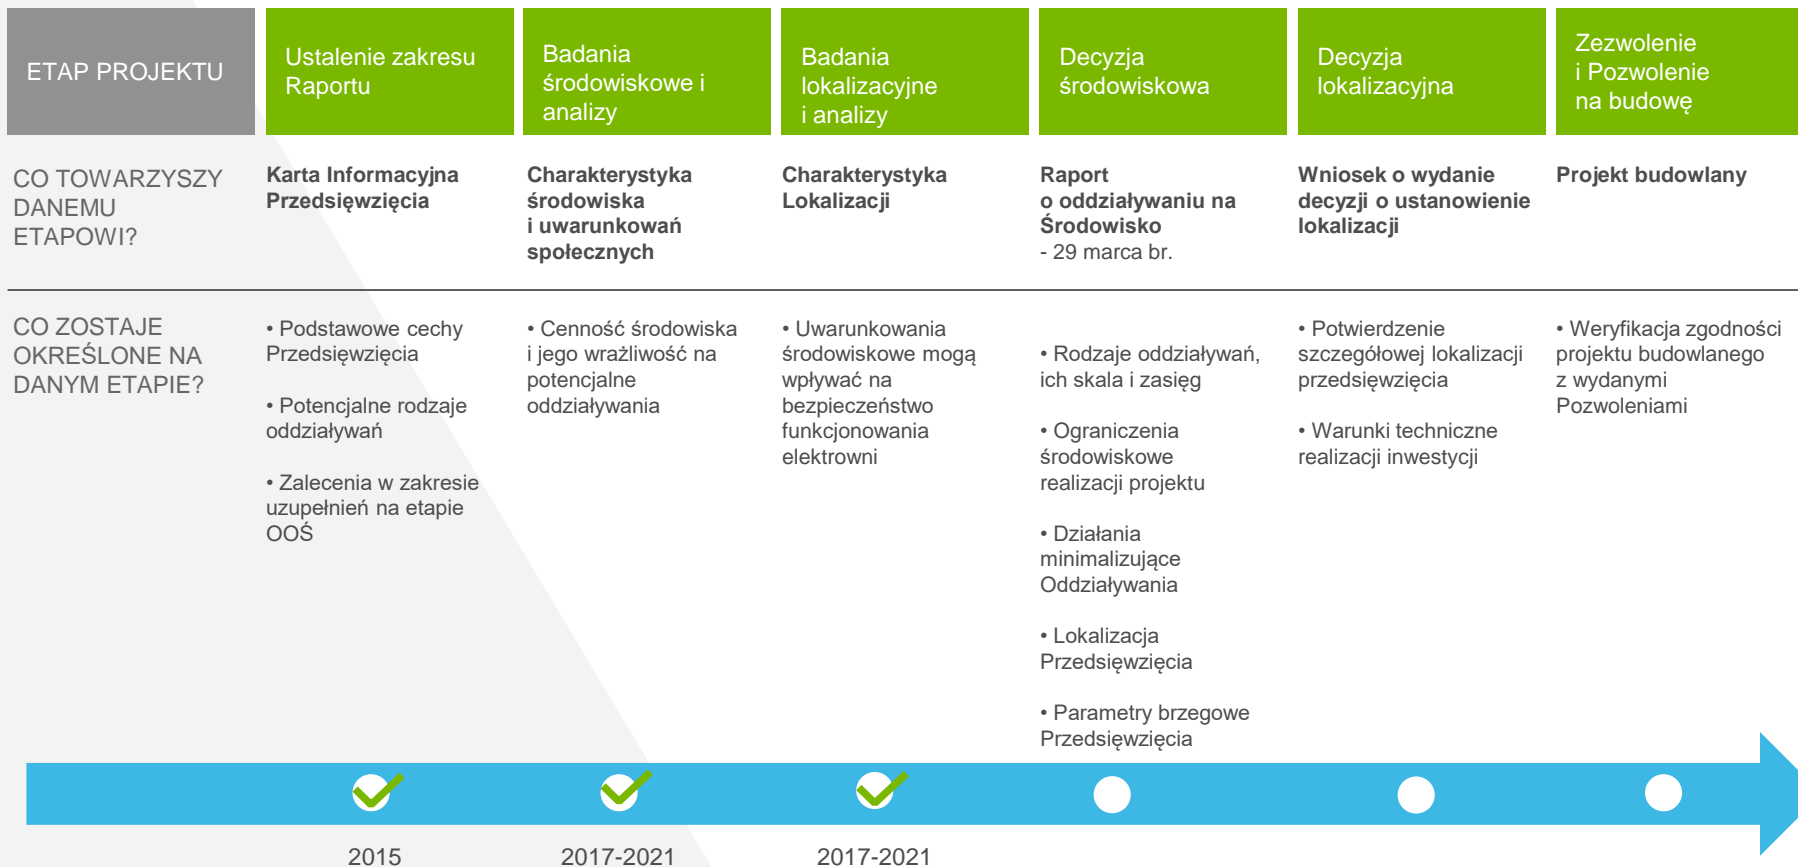 ETAP PROJEKTU
Ustalenie zakresu
Raportu
Badania
środowiskowe i
analizy
Badania
lokalizacyjne
i analizy
Decyzja
środowiskowa
Decyzja
lokalizacyjna
Zezwolenie
i Pozwolenie
na budowę
CO TOWARZYSZY
DANEMU
ETAPOWI?
Karta Informacyjna
Przedsięwzięcia
Charakterystyka
środowiska
i uwarunkowań
społecznych
Charakterystyka
Lokalizacji
Raport
o oddziaływaniu na
Środowisko
- 29 marca br.
Wniosek o wydanie
decyzji o ustanowienie
lokalizacji
Projekt budowlany
CO ZOSTAJE
OKREŚLONE NA
DANYM ETAPIE?
• Podstawowe cechy
Przedsięwzięcia
• Potencjalne rodzaje
oddziaływań
• Zalecenia w zakresie
uzupełnień na etapie
OOŚ
• Cenność środowiska
i jego wrażliwość na
potencjalne
oddziaływania
• Uwarunkowania
środowiskowe mogą
wpływać na
bezpieczeństwo
funkcjonowania
elektrowni
• Rodzaje oddziaływań,
ich skala i zasięg
• Ograniczenia
środowiskowe
realizacji projektu
• Działania
minimalizujące
Oddziaływania
• Lokalizacja
Przedsięwzięcia
• Parametry brzegowe
Przedsięwzięcia
• Potwierdzenie
szczegółowej lokalizacji
przedsięwzięcia
• Warunki techniczne
realizacji inwestycji
• Weryfikacja zgodności
projektu budowlanego
z wydanymi
Pozwoleniami
2015
2017-2021
2017-2021